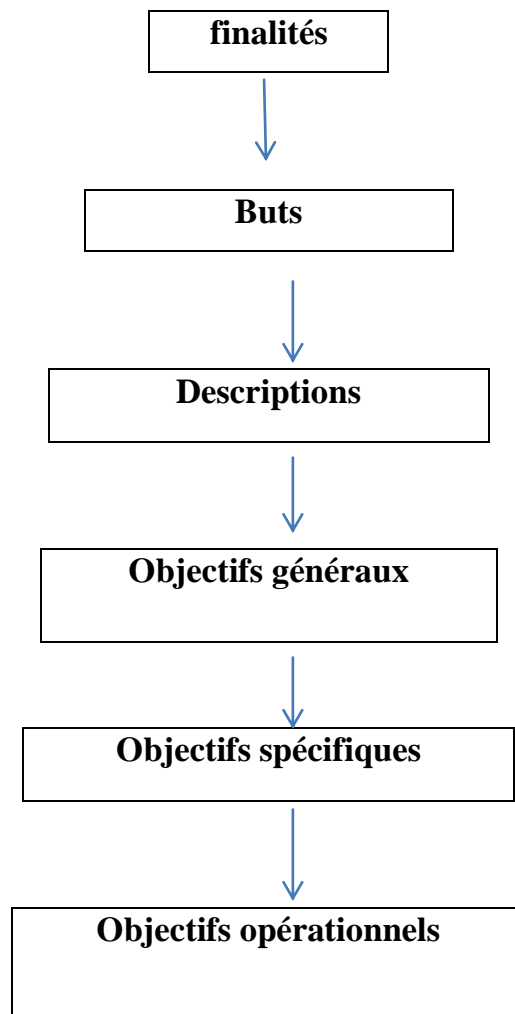 finalités
Buts
Descriptions
Objectifs généraux
Objectifs spécifiques
Objectifs opérationnels